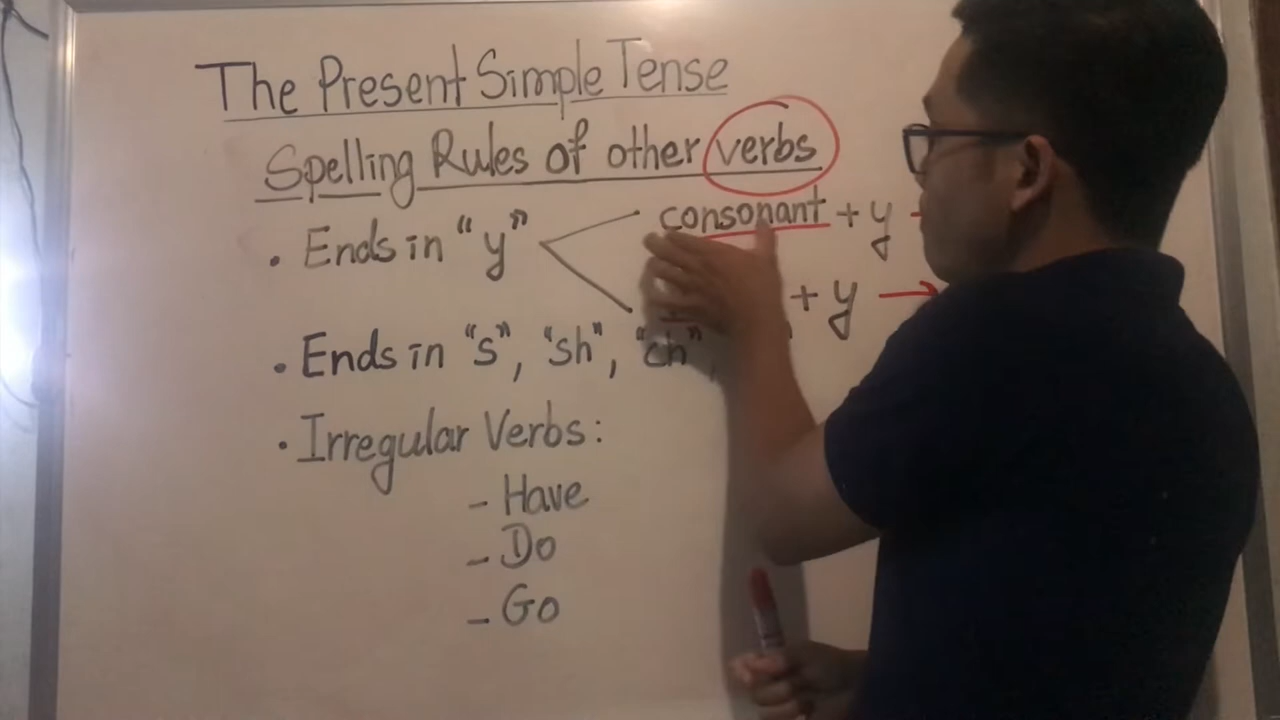 The Present Simple Tense
Spelling Rules of other verbs
• Ends in "y"
consonant + y
+ y →
• Ends in "s", "sh", "ch",
• Irregular Verbs:
- Have
- Do
- Go